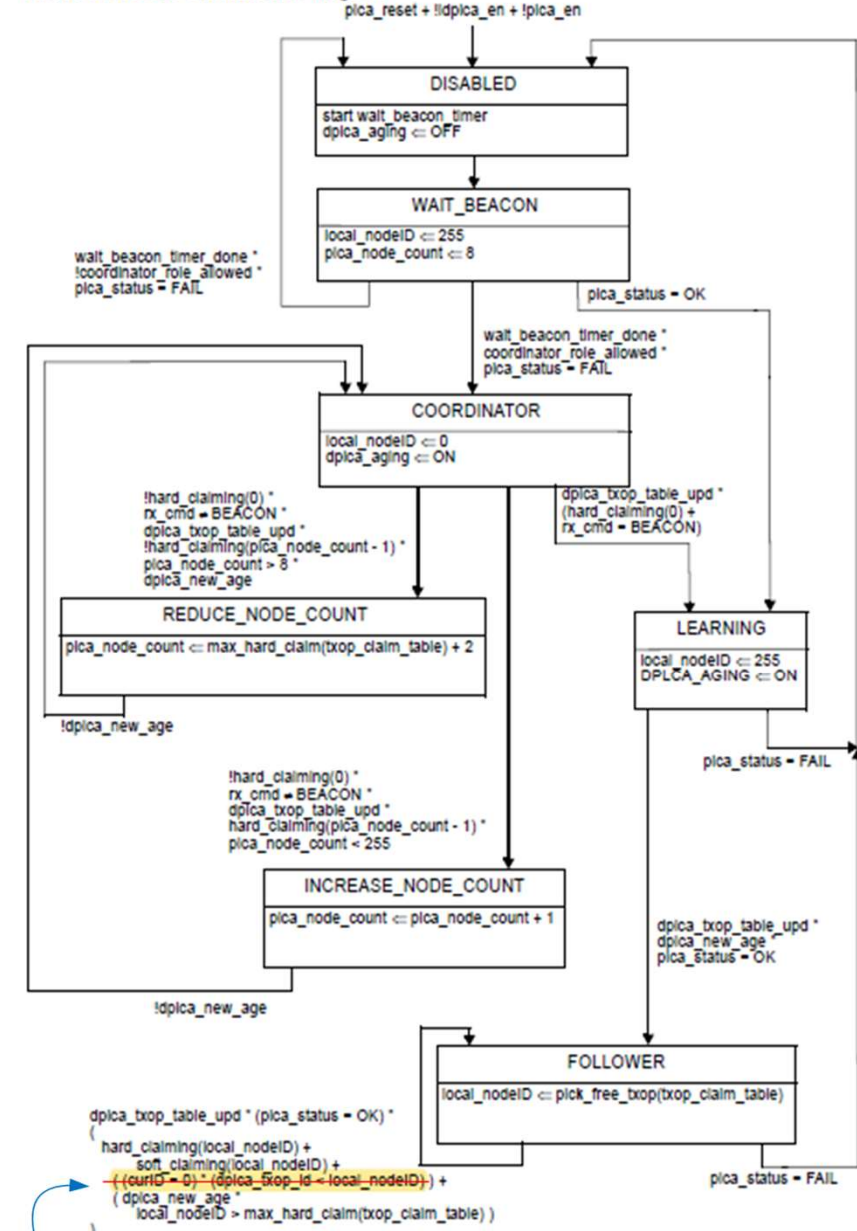 plca_reset + !dplca_en + !plca_en
DISABLED
start wait_beacon_timer
dplca_aging ⇐ OFF
WAIT_BEACON
local_nodeID ⇐ 255
plca_node_count ⇐ 8
wait_beacon_timer_done *
!coordinator_role_allowed *
plca_status = FAIL
plca_status = OK
wait_beacon_timer_done *
coordinator_role_allowed *
plca_status = FAIL
COORDINATOR
local_nodeID ⇐ 0
dplca_aging ⇐ ON
!hard_claiming(0) *
rx_cmd ≠ BEACON *
dplca_txop_table_upd *
!hard_claiming(plca_node_count - 1) *
plca_node_count > 8 *
dplca_new_age
dplca_txop_table_upd *
(hard_claiming(0) +
rx_cmd = BEACON)
REDUCE_NODE_COUNT
plca_node_count ⇐ max_hard_claim(txop_claim_table) + 2
!dplca_new_age
LEARNING
local_nodeID ⇐ 255
DPLCA_AGING ⇐ ON
plca_status = FAIL
!hard_claiming(0) *
rx_cmd ≠ BEACON *
dplca_txop_table_upd *
hard_claiming(plca_node_count - 1) *
plca_node_count < 255
INCREASE_NODE_COUNT
plca_node_count ⇐ plca_node_count + 1
!dplca_new_age
dplca_txop_table_upd *
dplca_new_age *
plca_status = OK
FOLLOWER
local_nodeID ⇐ pick_free_txop(txop_claim_table)
plca_status = FAIL
dplca_txop_table_upd * (plca_status = OK) *
(
hard_claiming(local_nodeID) +
soft_claiming(local_nodeID) +
( (curID = 0) * (dplca_txop_id < local_nodeID) ) +
( dplca_new_age *
local_nodeID > max_hard_claim(txop_claim_table) )
)